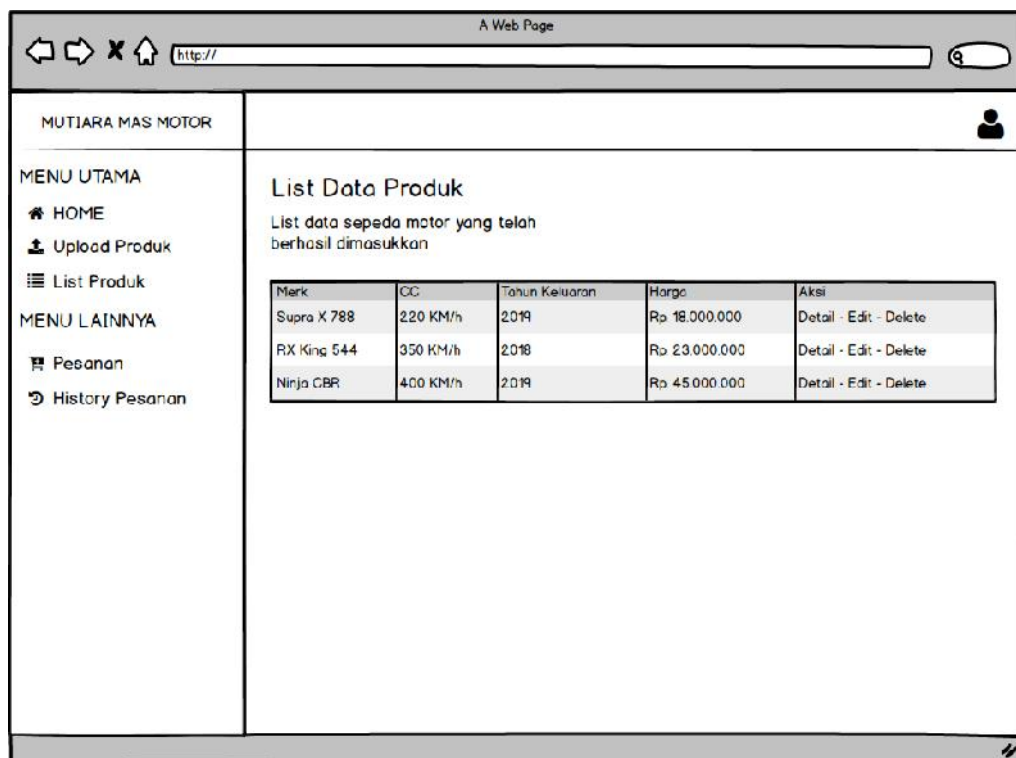 A Web Page
http://
MUTIARA MAS MOTOR
MENU UTAMA
HOME
Upload Produk
List Produk
MENU LAINNYA
Pesanan
History Pesanan
List Data Produk
List data sepeda motor yang telah
berhasil dimasukkan
Merk CC Tahun Keluaran Harga Aksi
Supra X 788 220 KM/h 2019 Rp 18.000.000 Detail - Edit - Delete
RX King 544 350 KM/h 2018 Rp 23.000.000 Detail - Edit - Delete
Ninja CBR 400 KM/h 2019 Rp 45.000.000 Detail - Edit - Delete